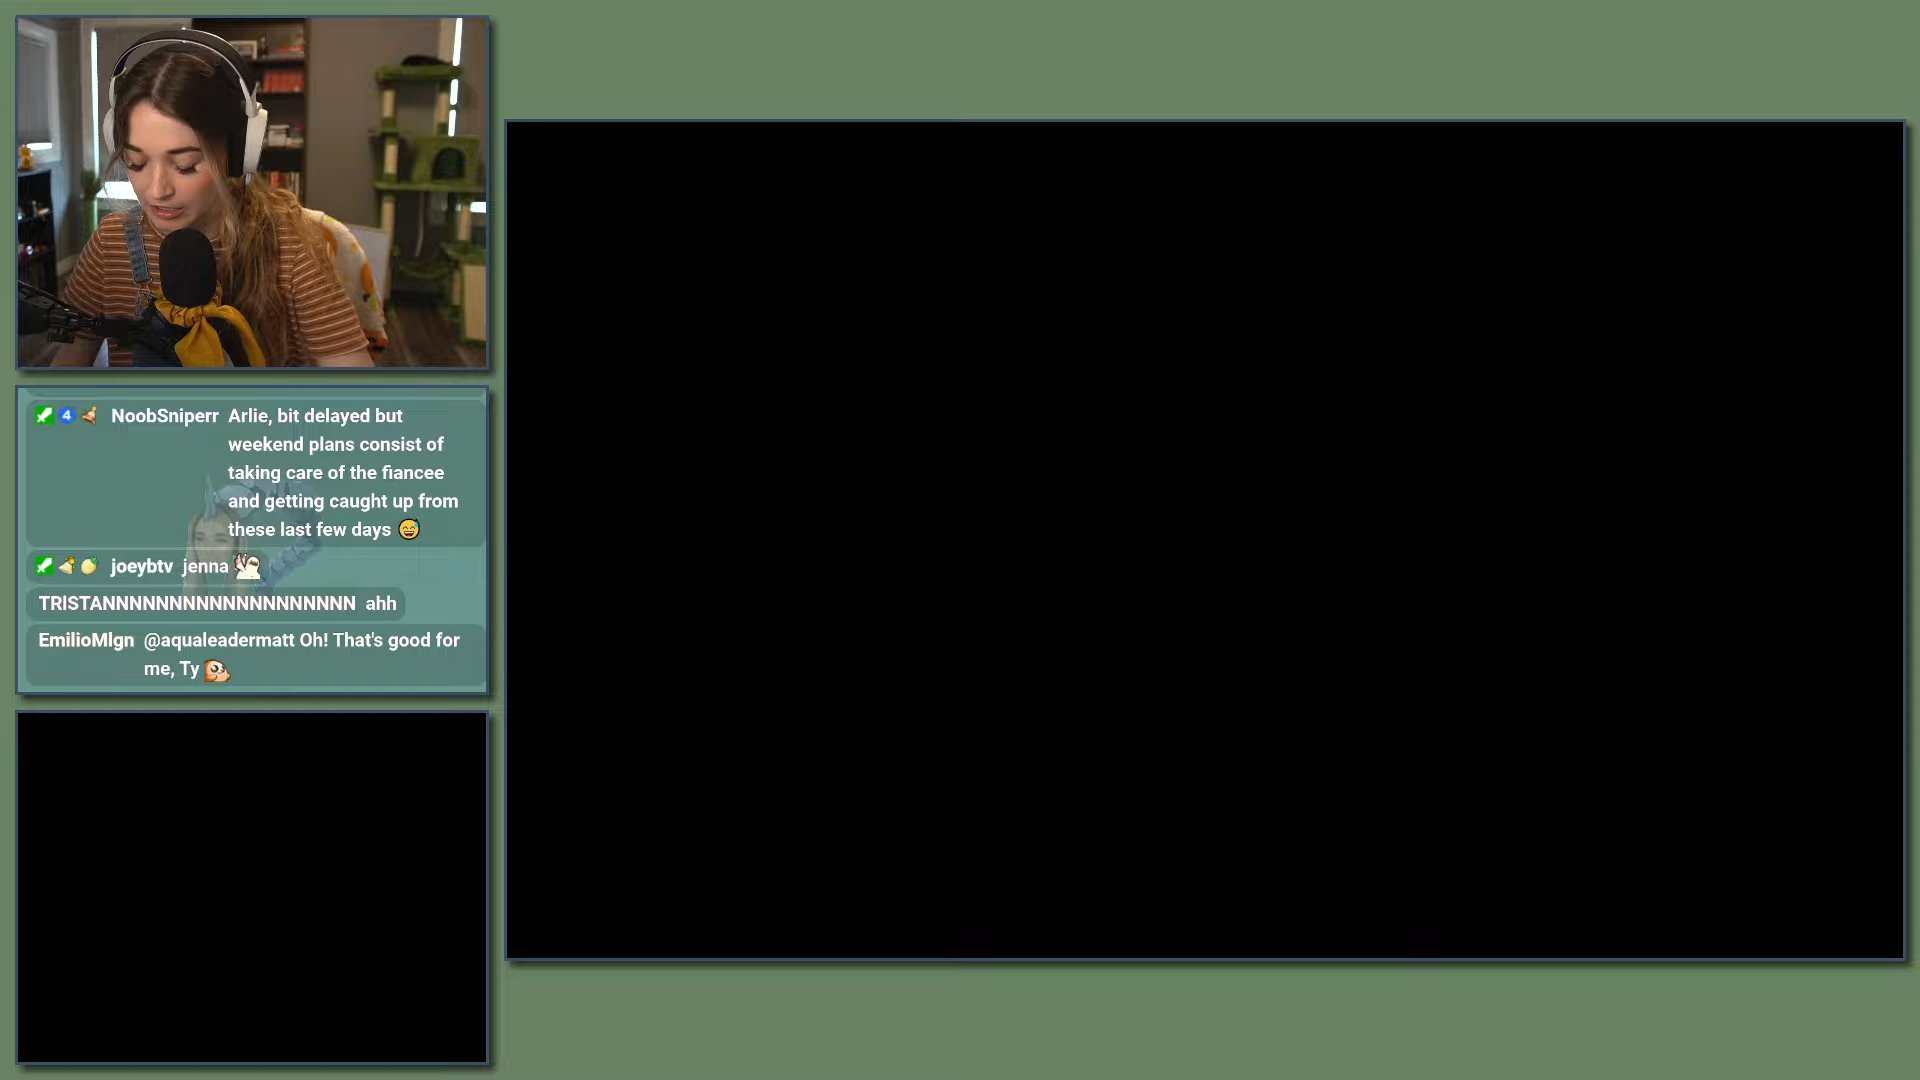 4 NoobSniperr Arlie, bit delayed but
weekend plans consist of
taking care of the fiancee
and getting caught up from
these last few days 😅
joeybtv jenna
TRISTANNNNNNNNNNNNNNNNNNN ahh
EmilioMlgn @aqualeadermatt Oh! That's good for
me, Ty